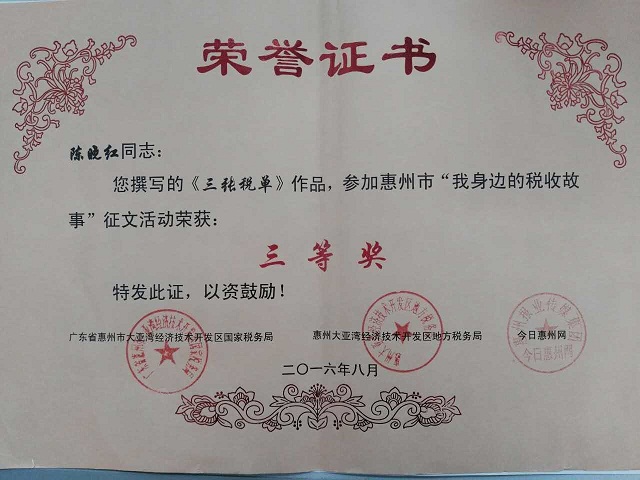 荣誉证书
陈晓红同志：
您撰写的《三张税单》作品，参加惠州市“我身边的税收故
事”征文活动荣获：
三等奖
特发此证，以资鼓励！
广东省惠州市大亚湾经济技术开发区国家税务局 惠州大亚湾经济技术开发区地方税务局 今日惠州网
二〇一六年八月
今日惠州网